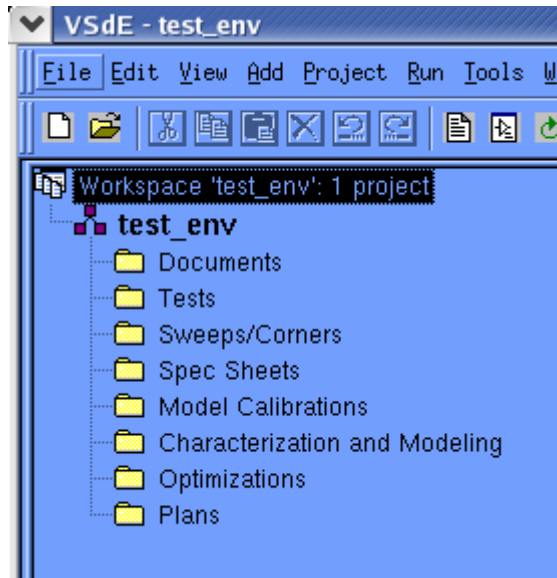 VSdE - test_env
File Edit View Add Project Run Tools
Workspace 'test_env': 1 project
test_env
Documents
Tests
Sweeps/Corners
Spec Sheets
Model Calibrations
Characterization and Modeling
Optimizations
Plans